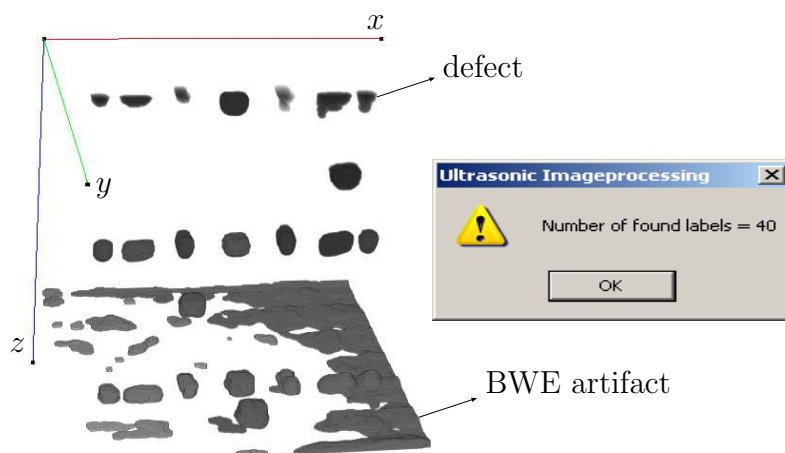 x
defect
y
Ultrasonic Imageprocessing
Number of found labels = 40
OK
z
BWE artifact